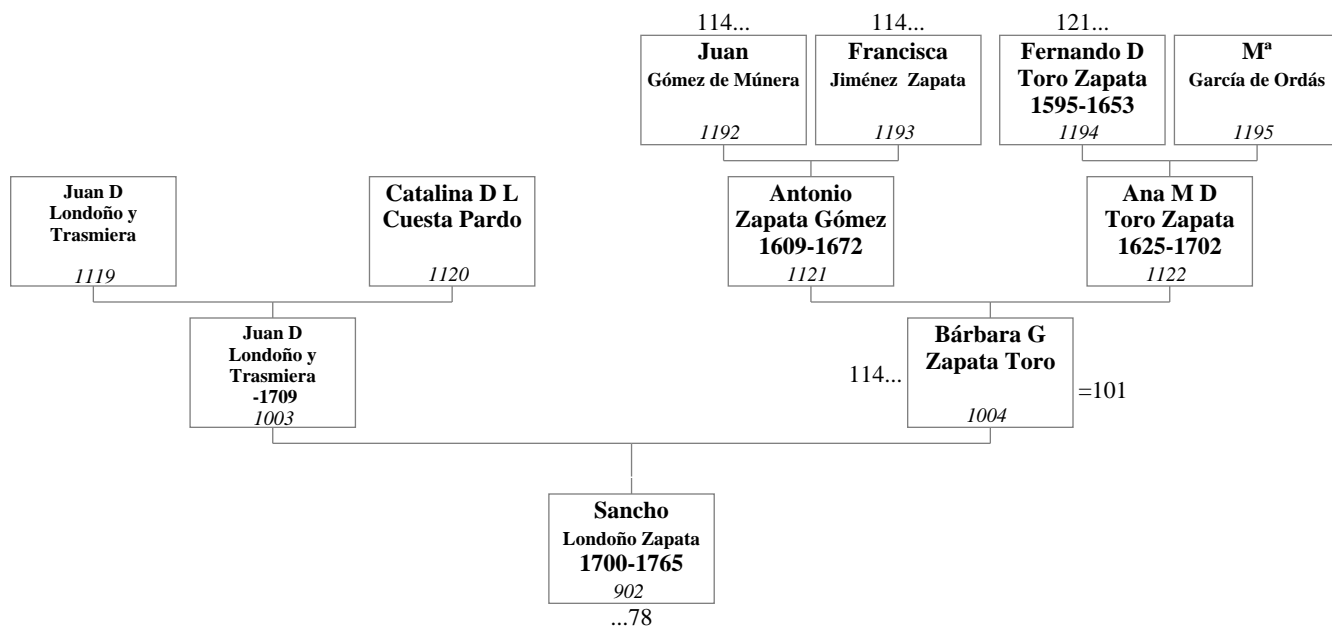 114...
114...
121...
Juan
Gómez de Múnera
1192
Francisca
Jiménez Zapata
1193
Fernando D
Toro Zapata
1595-1653
1194
Mª
García de Ordás
1195
Juan D
Londoño y
Trasmiera
1119
Catalina D L
Cuesta Pardo
1120
Antonio
Zapata Gómez
1609-1672
1121
Ana M D
Toro Zapata
1625-1702
1122
Juan D
Londoño y
Trasmiera
-1709
1003
114...
Bárbara G
Zapata Toro
1004
=101
Sancho
Londoño Zapata
1700-1765
902
...78